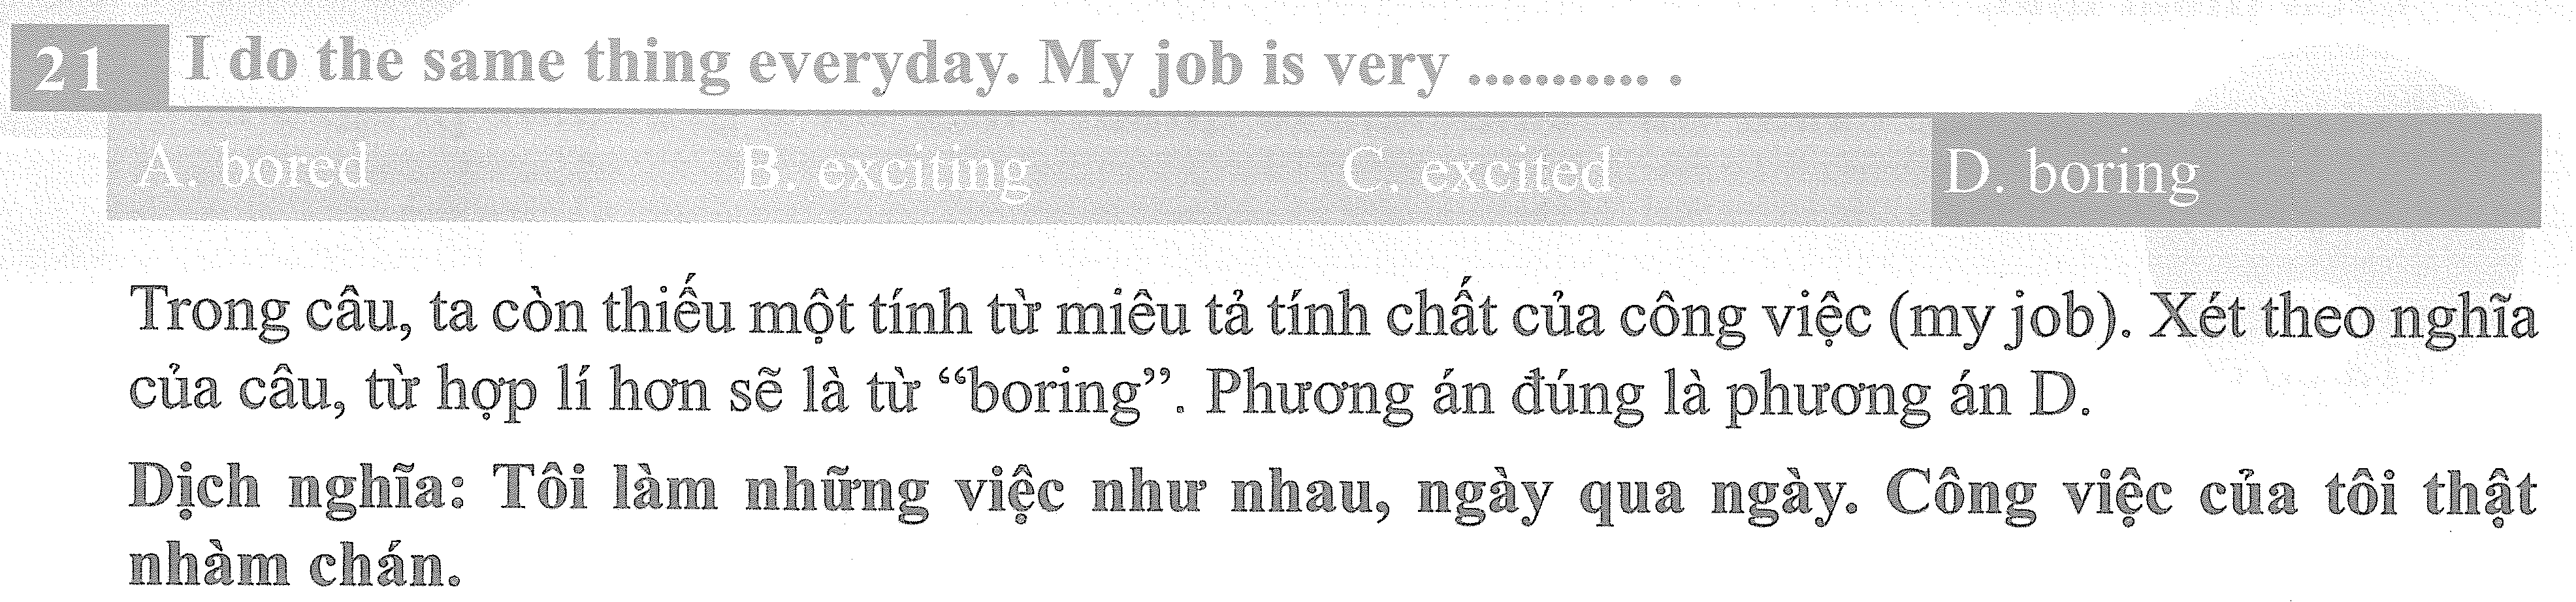 21 I do the same thing everyday. My job is very ........... .
A. bored B. exciting C. excited D. boring
Trong câu, ta còn thiếu một tính từ miêu tả tính chất của công việc (my job). Xét theo nghĩa
của câu, từ hợp lí hơn sẽ là từ “boring”. Phương án đúng là phương án D.
Dịch nghĩa: Tôi làm những việc như nhau, ngày qua ngày. Công việc của tôi thật
nhàm chán.